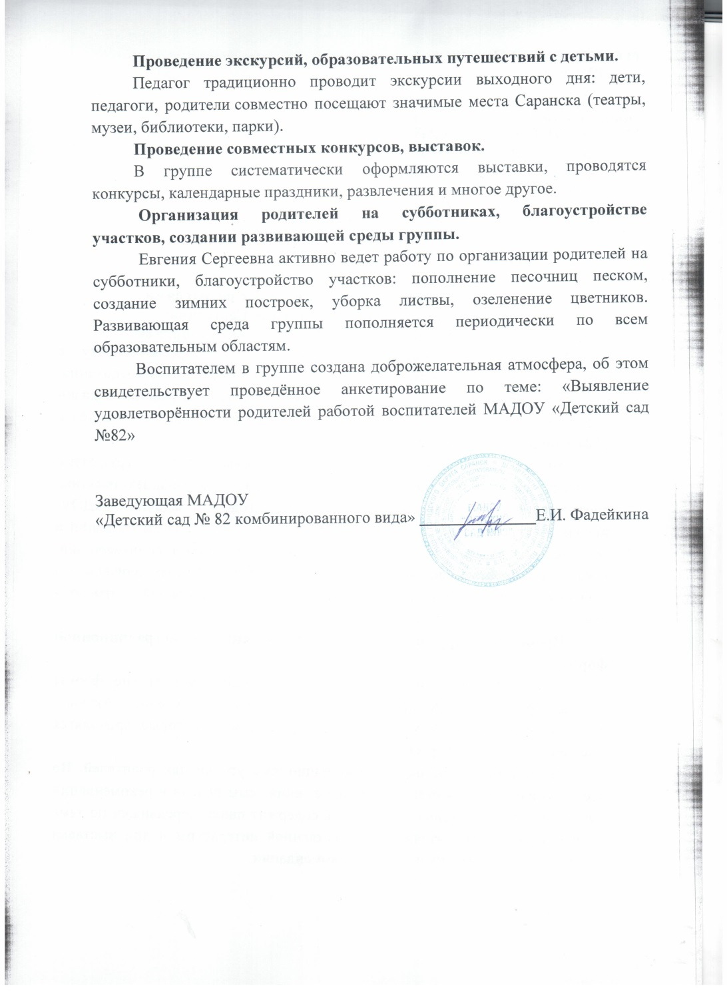 Проведение экскурсий, образовательных путешествий с детьми.
Педагог традиционно проводит экскурсии выходного дня: дети,
педагоги, родители совместно посещают значимые места Саранска (театры,
музеи, библиотеки, парки).
Проведение совместных конкурсов, выставок.
В группе систематически оформляются выставки, проводятся
конкурсы, календарные праздники, развлечения и многое другое.
Организация родителей на субботниках, благоустройстве
участков, создании развивающей среды группы.
Евгения Сергеевна активно ведет работу по организации родителей на
субботники, благоустройство участков: пополнение песочниц песком,
создание зимних построек, уборка листвы, озеленение цветников.
Развивающая среда группы пополняется периодически по всем
образовательным областям.
Воспитателем в группе создана доброжелательная атмосфера, об этом
свидетельствует проведённое анкетирование по теме: «Выявление
удовлетворённости родителей работой воспитателей МАДОУ «Детский сад
№82»
Заведующая МАДОУ
«Детский сад № 82 комбинированного вида» Е.И. Фадейкина